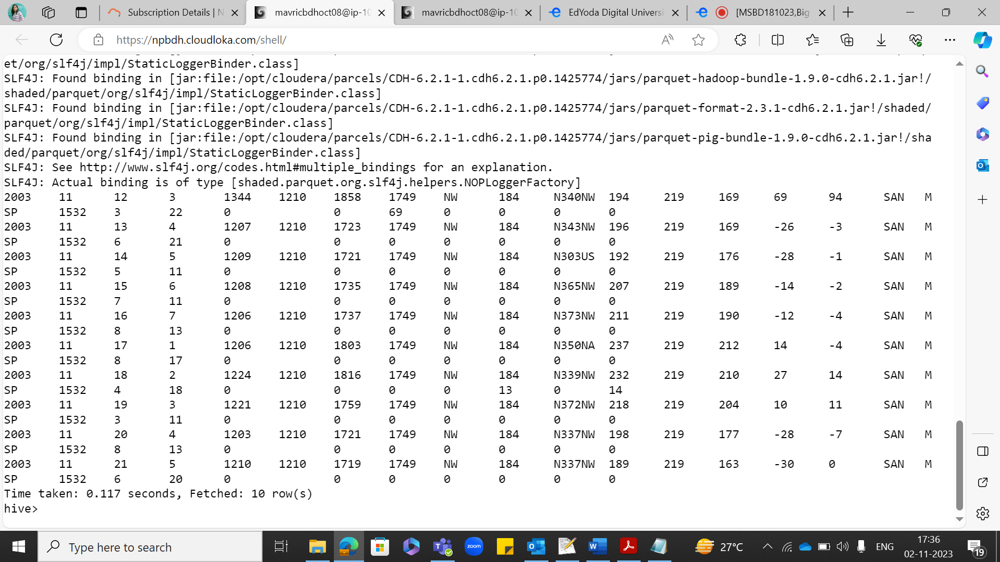 Subscription Details | N
mavricbdhoct08@ip-10
mavricbdhoct08@ip-10
EdYoda Digital Universi
[MSBD181023,Big
https://npbdh.cloudloka.com/shell/
et/org/slf4j/impl/StaticLoggerBinder.class]
SLF4J: Found binding in [jar:file:/opt/cloudera/parcels/CDH-6.2.1-1.cdh6.2.1.p0.1425774/jars/parquet-hadoop-bundle-1.9.0-cdh6.2.1.jar!/
shaded/parquet/org/slf4j/impl/StaticLoggerBinder.class]
SLF4J: Found binding in [jar:file:/opt/cloudera/parcels/CDH-6.2.1-1.cdh6.2.1.p0.1425774/jars/parquet-format-2.3.1-cdh6.2.1.jar!/shaded/
parquet/org/slf4j/impl/StaticLoggerBinder.class]
SLF4J: Found binding in [jar:file:/opt/cloudera/parcels/CDH-6.2.1-1.cdh6.2.1.p0.1425774/jars/parquet-pig-bundle-1.9.0-cdh6.2.1.jar!/sha
ded/parquet/org/slf4j/impl/StaticLoggerBinder.class]
SLF4J: See http://www.slf4j.org/codes.html#multiple_bindings for an explanation.
SLF4J: Actual binding is of type [shaded.parquet.org.slf4j.helpers.NOPLoggerFactory]
2003 11 12 3 1344 1210 1858 1749 NW 184 N340NW 194 219 169 69 94 SAN M
SP 1532 3 22 0 0 69 0 0 0 0
2003 11 13 4 1207 1210 1723 1749 NW 184 N343NW 196 219 169 -26 -3 SAN M
SP 1532 6 21 0 0 0 0 0 0 0
2003 11 14 5 1209 1210 1721 1749 NW 184 N303US 192 219 176 -28 -1 SAN M
SP 1532 5 11 0 0 0 0 0 0 0
2003 11 15 6 1208 1210 1735 1749 NW 184 N365NW 207 219 189 -14 -2 SAN M
SP 1532 7 11 0 0 0 0 0 0 0
2003 11 16 7 1206 1210 1737 1749 NW 184 N373NW 211 219 190 -12 -4 SAN M
SP 1532 8 13 0 0 0 0 0 0 0
2003 11 17 1 1206 1210 1803 1749 NW 184 N350NA 237 219 212 14 -4 SAN M
SP 1532 8 17 0 0 0 0 0 0 0
2003 11 18 2 1224 1210 1816 1749 NW 184 N339NW 232 219 210 27 14 SAN M
SP 1532 4 18 0 0 0 0 13 0 14
2003 11 19 3 1221 1210 1759 1749 NW 184 N372NW 218 219 204 10 11 SAN M
SP 1532 3 11 0 0 0 0 0 0 0
2003 11 20 4 1203 1210 1721 1749 NW 184 N337NW 198 219 177 -28 -7 SAN M
SP 1532 8 13 0 0 0 0 0 0 0
2003 11 21 5 1210 1210 1719 1749 NW 184 N337NW 189 219 163 -30 0 SAN M
SP 1532 6 20 0 0 0 0 0 0 0
Time taken: 0.117 seconds, Fetched: 10 row(s)
hive>
Type here to search
zoom
27°C
ENG
17:36
02-11-2023
19